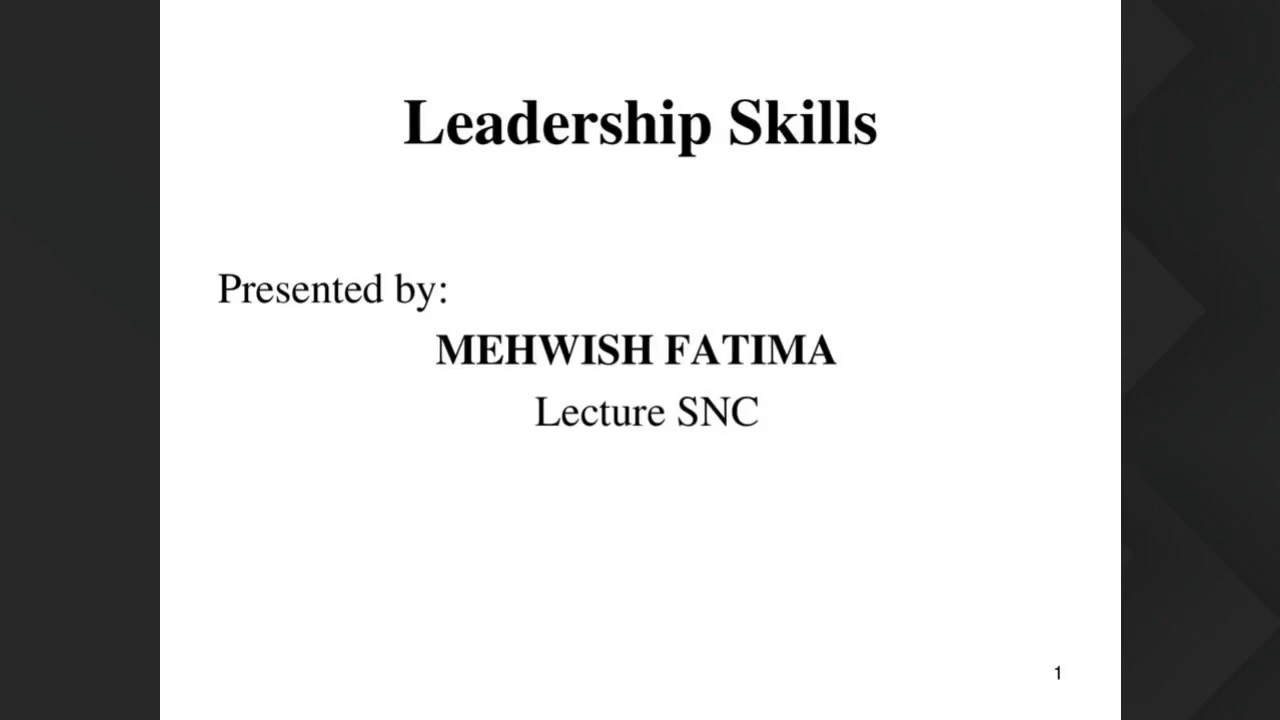 Leadership Skills
Presented by:
MEHWISH FATIMA
Lecture SNC
1